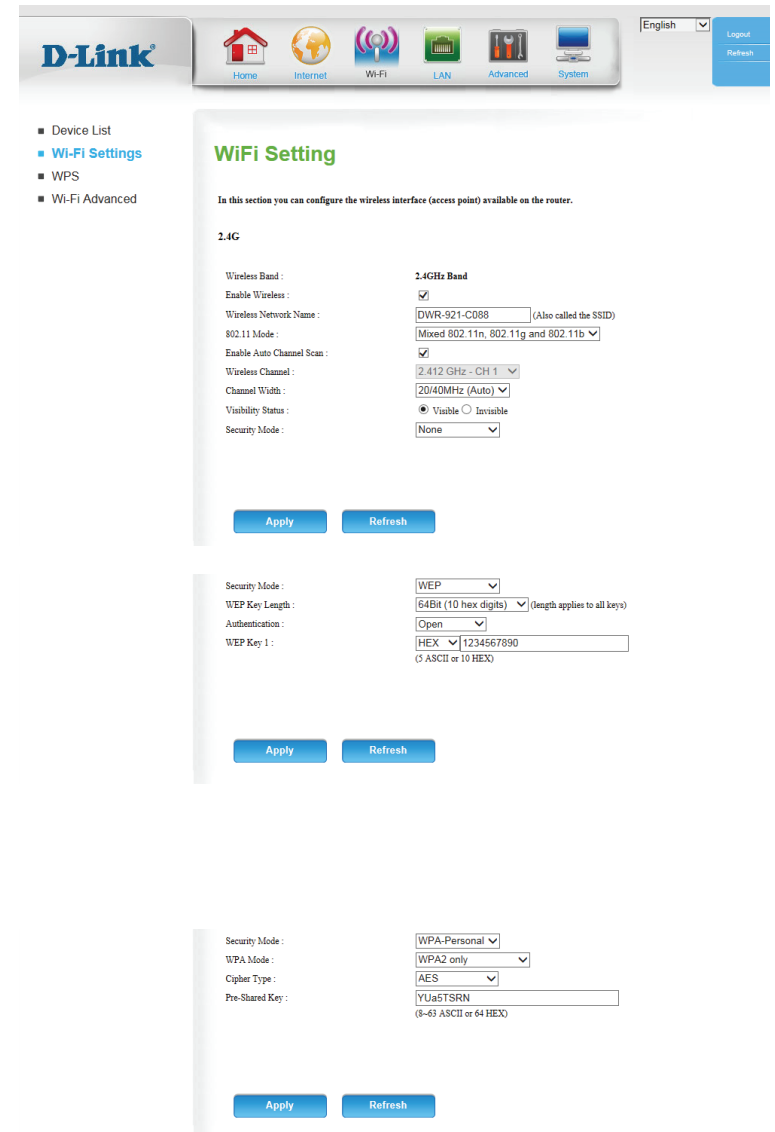 D-Link®
Home
Internet
Wi-Fi
LAN
Advanced
System
English
Logout
Refresh
Device List
Wi-Fi Settings
WPS
Wi-Fi Advanced
WiFi Setting
In this section you can configure the wireless interface (access point) available on the router.
2.4G
Wireless Band : 2.4GHz Band
Enable Wireless :
Wireless Network Name : DWR-921-C088 (Also called the SSID)
802.11 Mode : Mixed 802.11n, 802.11g and 802.11b
Enable Auto Channel Scan :
Wireless Channel : 2.412 GHz - CH 1
Channel Width : 20/40MHz (Auto)
Visibility Status : Visible Invisible
Security Mode : None
Apply Refresh
Security Mode : WEP
WEP Key Length : 64Bit (10 hex digits) (length applies to all keys)
Authentication : Open
WEP Key 1 : HEX 1234567890
(5 ASCII or 10 HEX)
Apply Refresh
Security Mode : WPA-Personal
WPA Mode : WPA2 only
Cipher Type : AES
Pre-Shared Key : YUa5TSRN
(8~63 ASCII or 64 HEX)
Apply Refresh